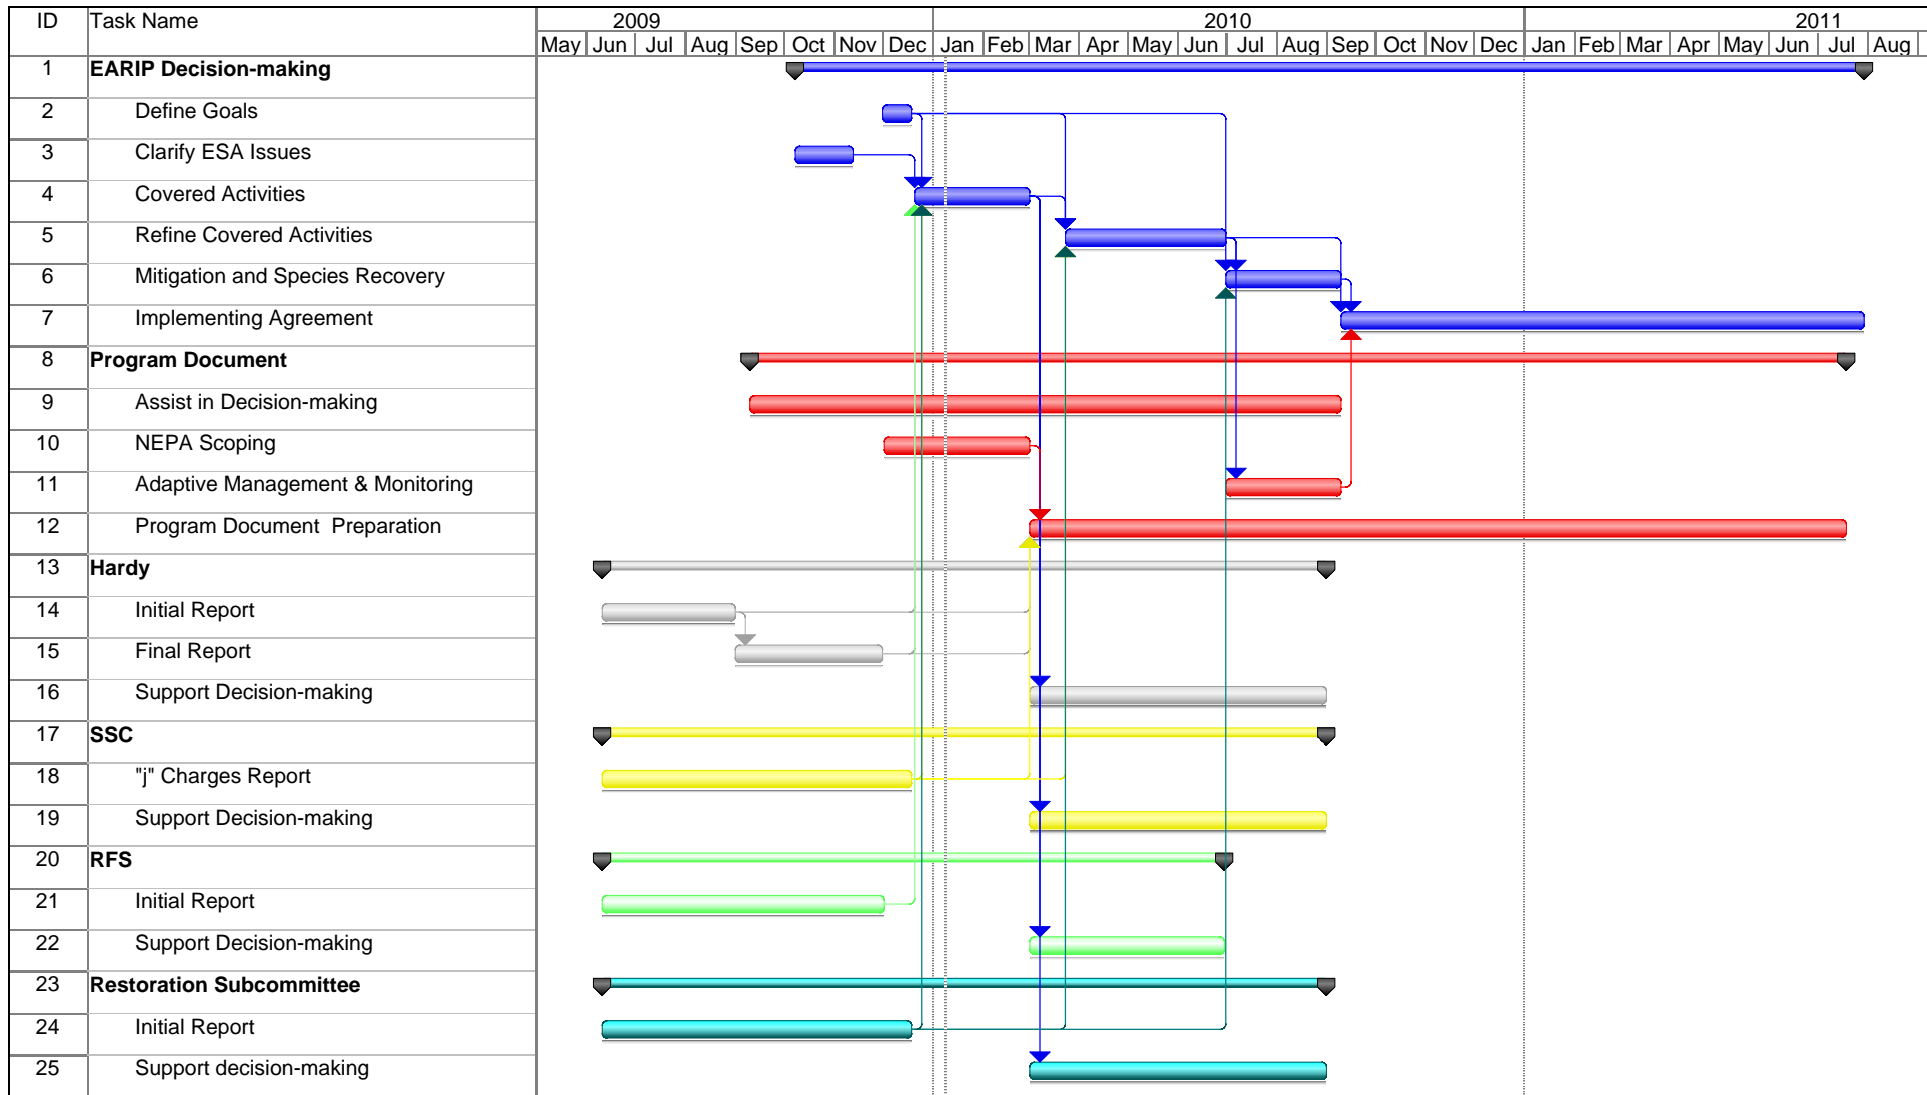 ID Task Name 2009 2010 2011
May Jun Jul Aug Sep Oct Nov Dec Jan Feb Mar Apr May Jun Jul Aug Sep Oct Nov Dec Jan Feb Mar Apr May Jun Jul Aug
1 EARIP Decision-making
2 Define Goals
3 Clarify ESA Issues
4 Covered Activities
5 Refine Covered Activities
6 Mitigation and Species Recovery
7 Implementing Agreement
8 Program Document
9 Assist in Decision-making
10 NEPA Scoping
11 Adaptive Management & Monitoring
12 Program Document Preparation
13 Hardy
14 Initial Report
15 Final Report
16 Support Decision-making
17 SSC
18 "j" Charges Report
19 Support Decision-making
20 RFS
21 Initial Report
22 Support Decision-making
23 Restoration Subcommittee
24 Initial Report
25 Support decision-making